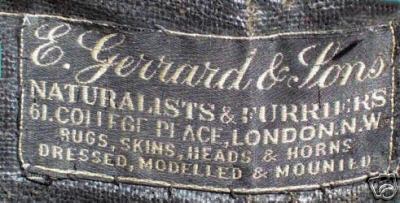 E. Gerrard & Sons
NATURALISTS & FURRIERS
61. COLLEGE PLACE, LONDON. N.W.
RUGS, SKINS, HEADS & HORNS
DRESSED, MODELLED & MOUNTED